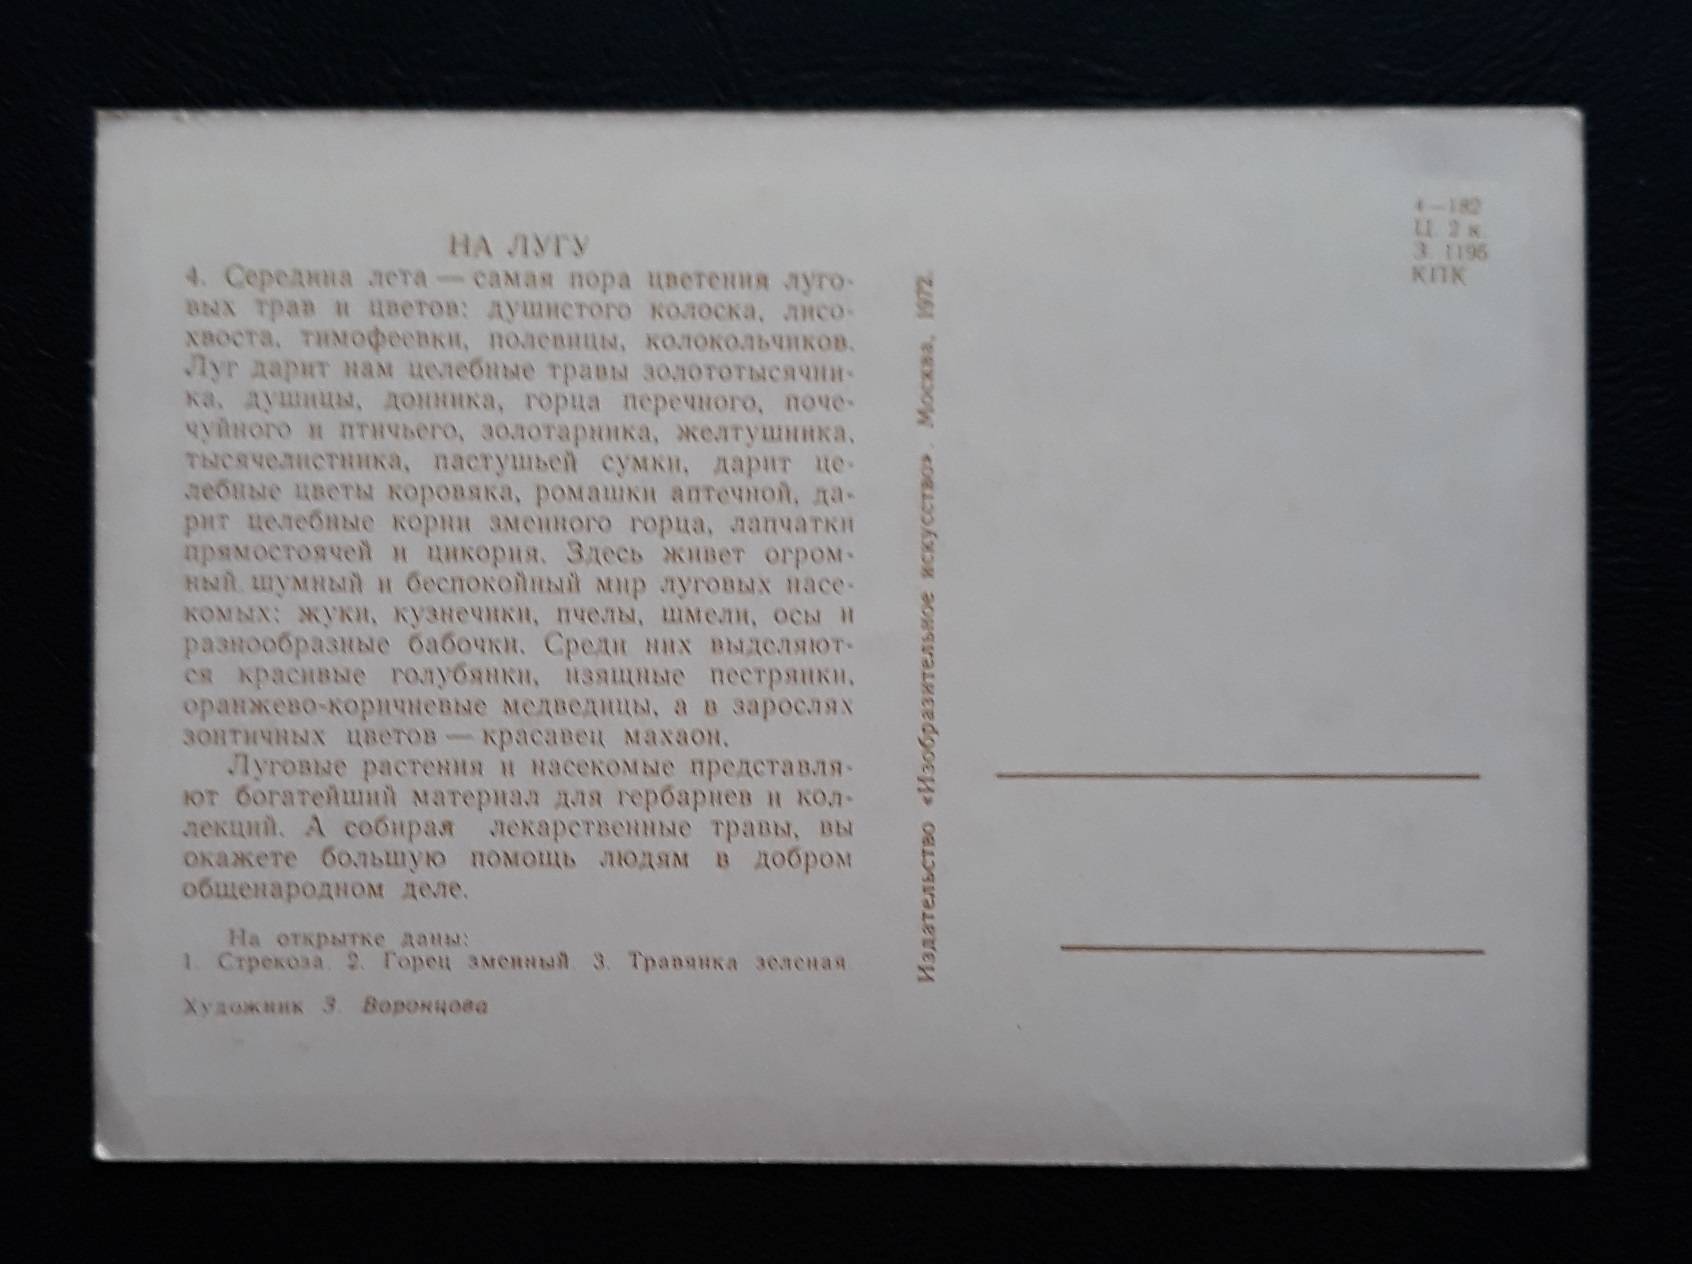 НА ЛУГУ
4. Середина лета — самая пора цветения луго-
вых трав и цветов: душистого колоска, лисо-
хвоста, тимофеевки, полевицы, колокольчиков.
Луг дарит нам целебные травы золототысячни-
ка, душицы, донника, горца перечного, поче-
чуйного и птичьего, золотарника, желтушника,
тысячелистника, пастушьей сумки, дарит це-
лебные цветы коровяка, ромашки аптечной, да-
рит целебные корни змеиного горца, лапчатки
прямостоячей и цикория. Здесь живет огром-
ный, шумный и беспокойный мир луговых насе-
комых: жуки, кузнечики, пчелы, шмели, осы и
разнообразные бабочки. Среди них выделяют-
ся красивые голубянки, изящные пестрянки,
оранжево-коричневые медведицы, а в зарослях
зонтичных цветов — красавец махаон.
Луговые растения и насекомые представля-
ют богатейший материал для гербариев и кол-
лекций. А собирая лекарственные травы, вы
окажете большую помощь людям в добром
общенародном деле.
На открытке даны:
1. Стрекоза. 2. Горец змеиный. 3. Травянка зеленая.
Художник З. Воронцова
Издательство «Изобразительное искусство». Москва, 1972.
4—182
Ц. 2 к.
З. 1195
КПК